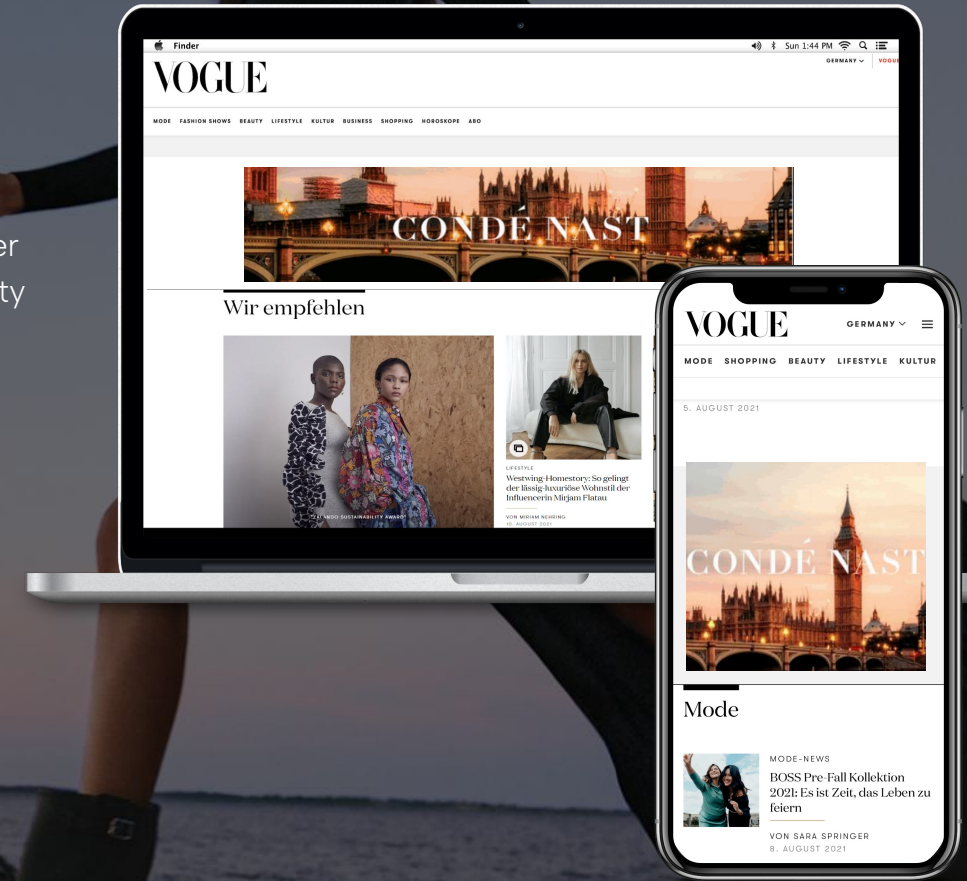 er
ty
Finder
Sun 1:44 PM
VOGUE
GERMANY
VOGUE
MODE FASHION SHOWS BEAUTY LIFESTYLE KULTUR BUSINESS SHOPPING HOROSKOPE ABO
CONDÉ NAST
Wir empfehlen
"ZALANDO SUSTAINABILITY AWARD"
LIFESTYLE
Westwing-Homestory: So gelingt
der lässig-luxuriöse Wohnstil der
Influencerin Mirjam Flatau
VON MIRIAM NEHRING
10. AUGUST 2021
VOGUE
GERMANY
MODE SHOPPING BEAUTY LIFESTYLE KULTUR
5. AUGUST 2021
CONDÉ NAST
Mode
MODE-NEWS
BOSS Pre-Fall Kollektion
2021: Es ist Zeit, das Leben zu
feiern
VON SARA SPRINGER
8. AUGUST 2021